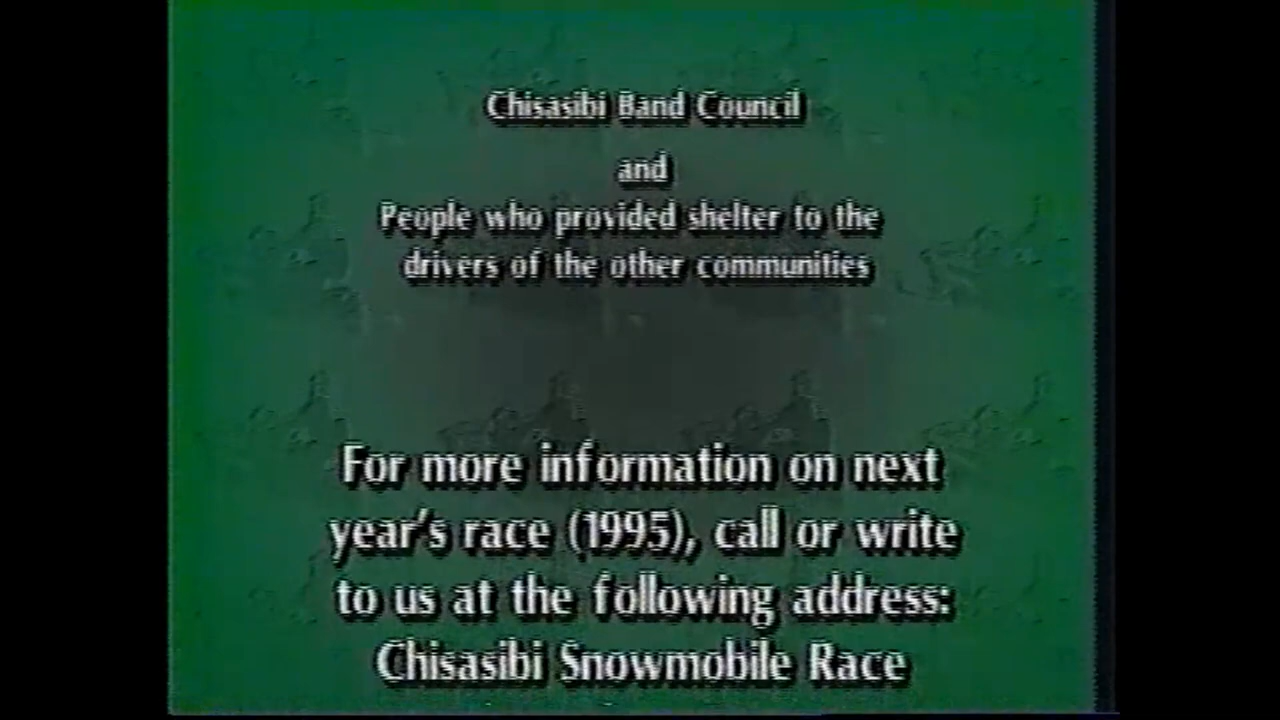 Chisasibi Band Council
and
People who provided shelter to the
drivers of the other communities
For more information on next
year's race (1995), call or write
to us at the following address:
Chisasibi Snowmobile Race